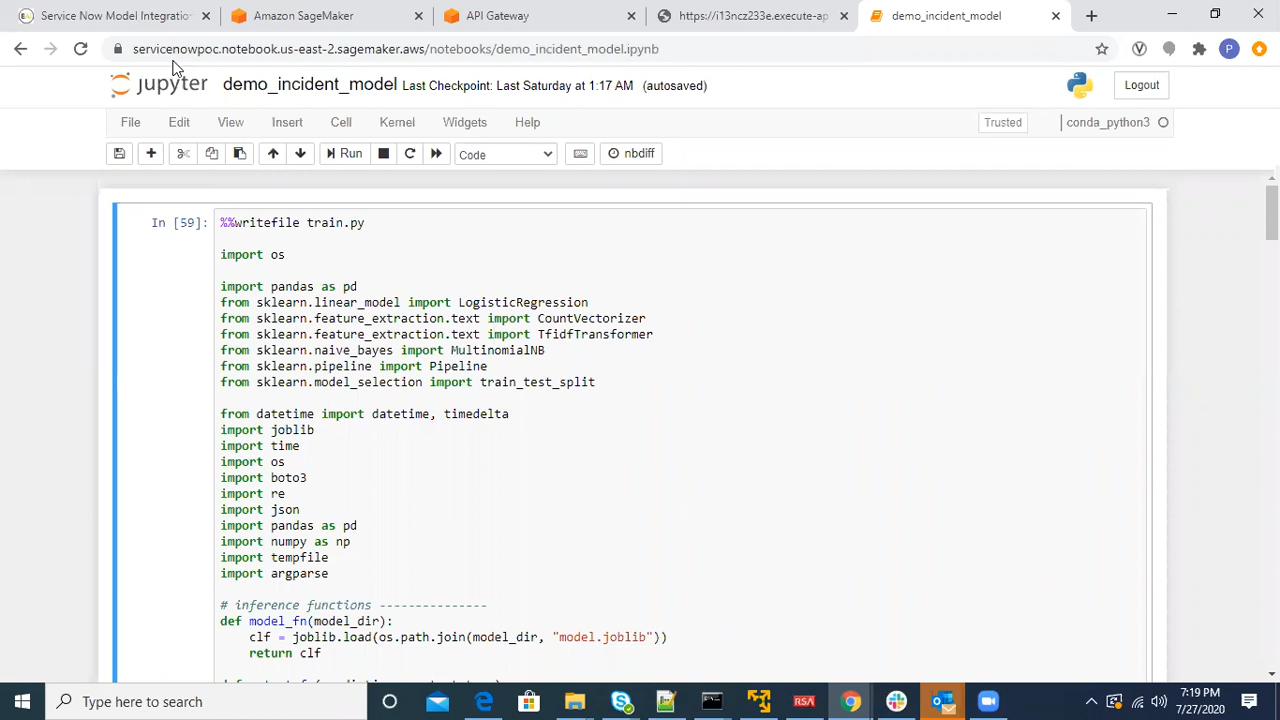 Service Now Model Integratio
Amazon SageMaker
API Gateway
https://i13ncz233e.execute-ap
demo_incident_model
servicenowpoc.notebook.us-east-2.sagemaker.aws/notebooks/demo_incident_model.ipynb
P
jupyter
demo_incident_model Last Checkpoint: Last Saturday at 1:17 AM (autosaved)
Logout
File Edit View Insert Cell Kernel Widgets Help
Trusted
conda_python3
Run
Code
nbdiff
In [59]: %%writefile train.py
import os
import pandas as pd
from sklearn.linear_model import LogisticRegression
from sklearn.feature_extraction.text import CountVectorizer
from sklearn.feature_extraction.text import TfidfTransformer
from sklearn.naive_bayes import MultinomialNB
from sklearn.pipeline import Pipeline
from sklearn.model_selection import train_test_split
from datetime import datetime, timedelta
import joblib
import time
import os
import boto3
import re
import json
import pandas as pd
import numpy as np
import tempfile
import argparse
# inference functions ---------------
def model_fn(model_dir):
clf = joblib.load(os.path.join(model_dir, "model.joblib"))
return clf
Type here to search
RSA
7:19 PM
7/27/2020